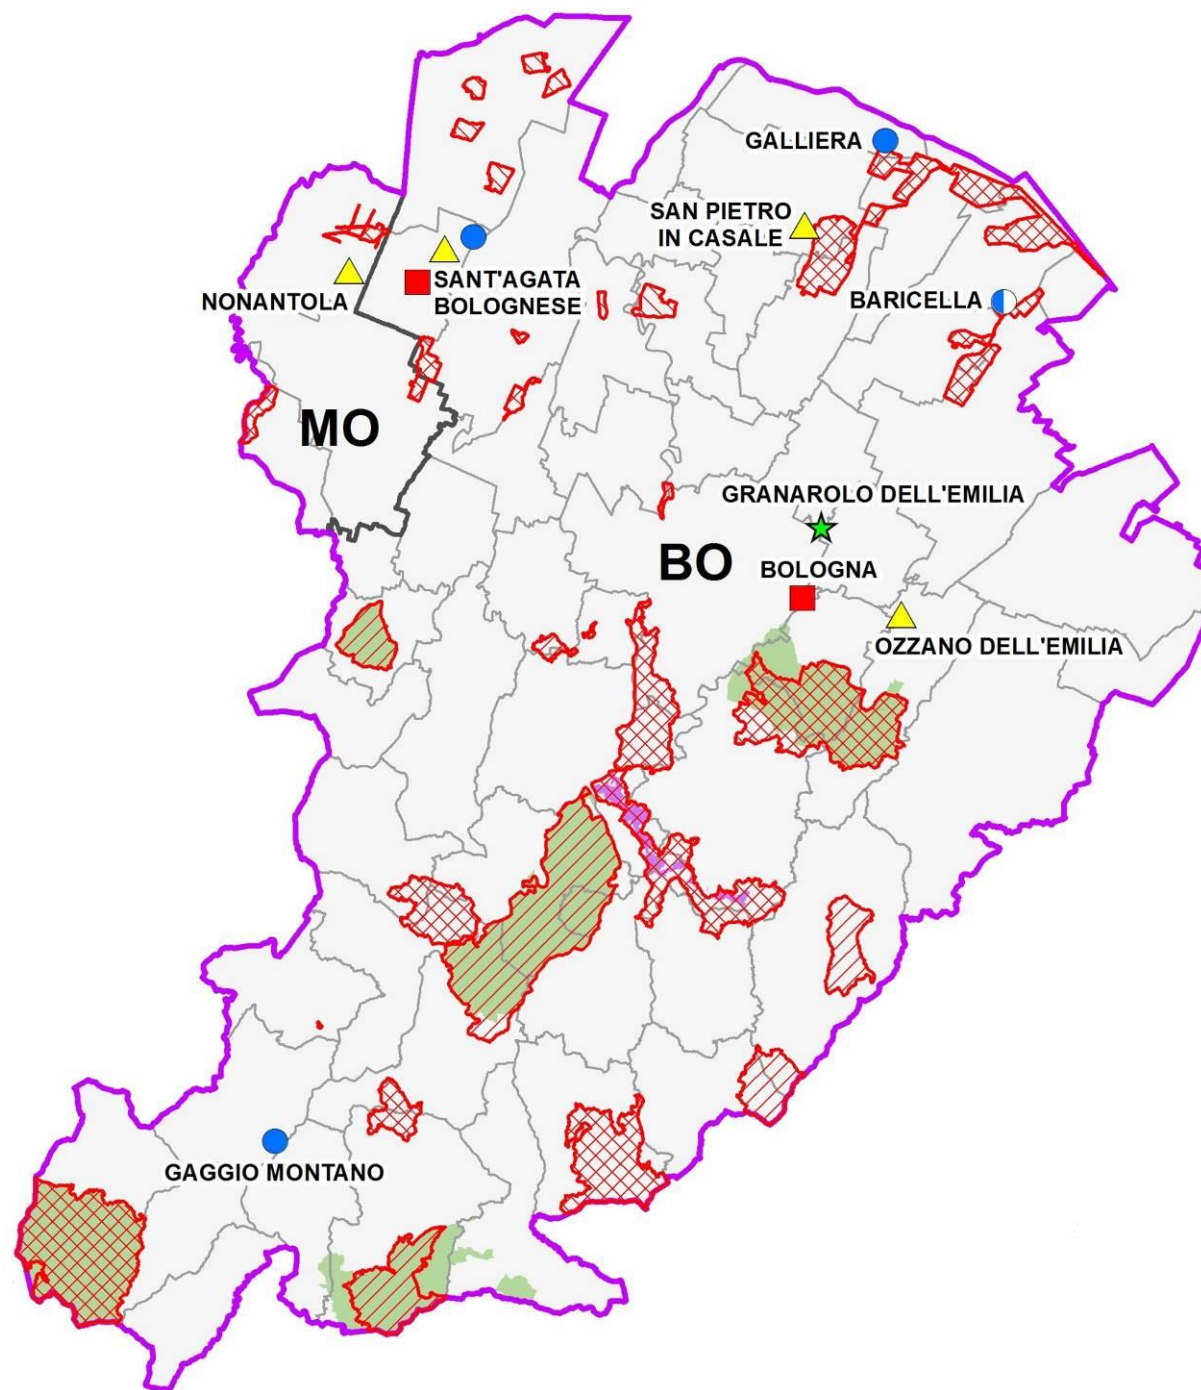 GALLIERA
SAN PIETRO
IN CASALE
NONANTOLA
SANT'AGATA
BOLOGNESE
BARICELLA
MO
GRANAROLO DELL'EMILIA
BO
BOLOGNA
OZZANO DELL'EMILIA
GAGGIO MONTANO